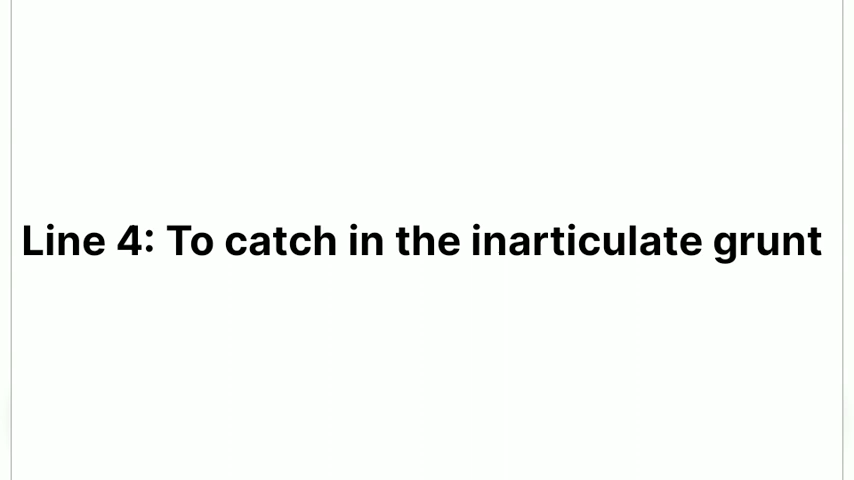 Line 4: To catch in the inarticulate grunt